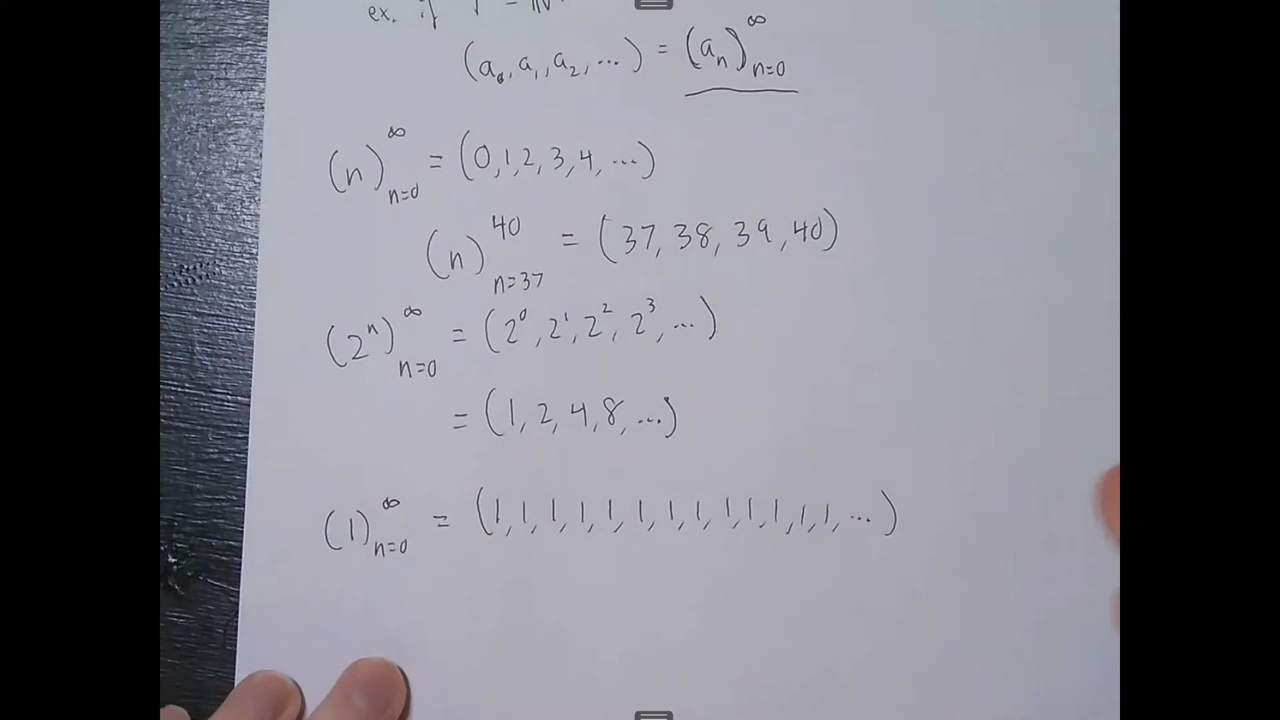 ex. if
(a₀, a₁, a₂, ...) = (aₙ)_{n=0}^∞
(n)_{n=0}^∞ = (0, 1, 2, 3, 4, ...)
(n)_{n=37}^{40} = (37, 38, 39, 40)
(2ⁿ)_{n=0}^∞ = (2⁰, 2¹, 2², 2³, ...)
= (1, 2, 4, 8, ...)
(1)_{n=0}^∞ = (1, 1, 1, 1, 1, 1, 1, 1, 1, 1, 1, 1, 1, ...)